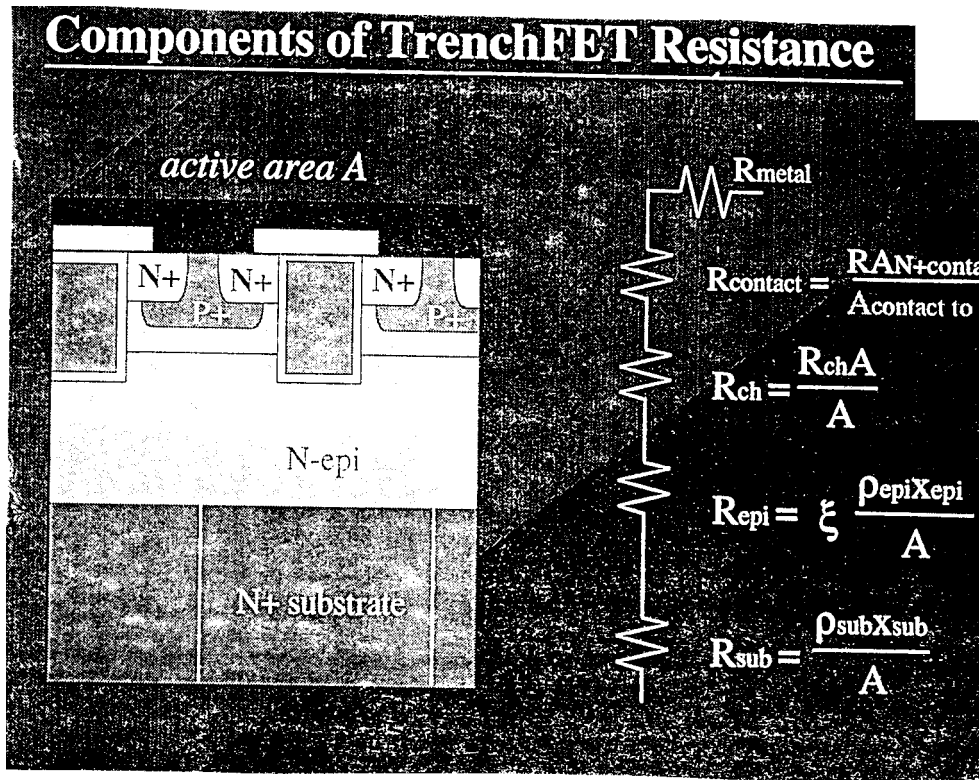 Components of TrenchFET Resistance
active area A
Rmetal
N+ N+ N+
P+ P+
Rcontact = RAN+conta
Acontact to
Rch = RchA
A
N-epi
Repi = ξ ρepixepi
A
N+ substrate
Rsub = ρsubxsub
A